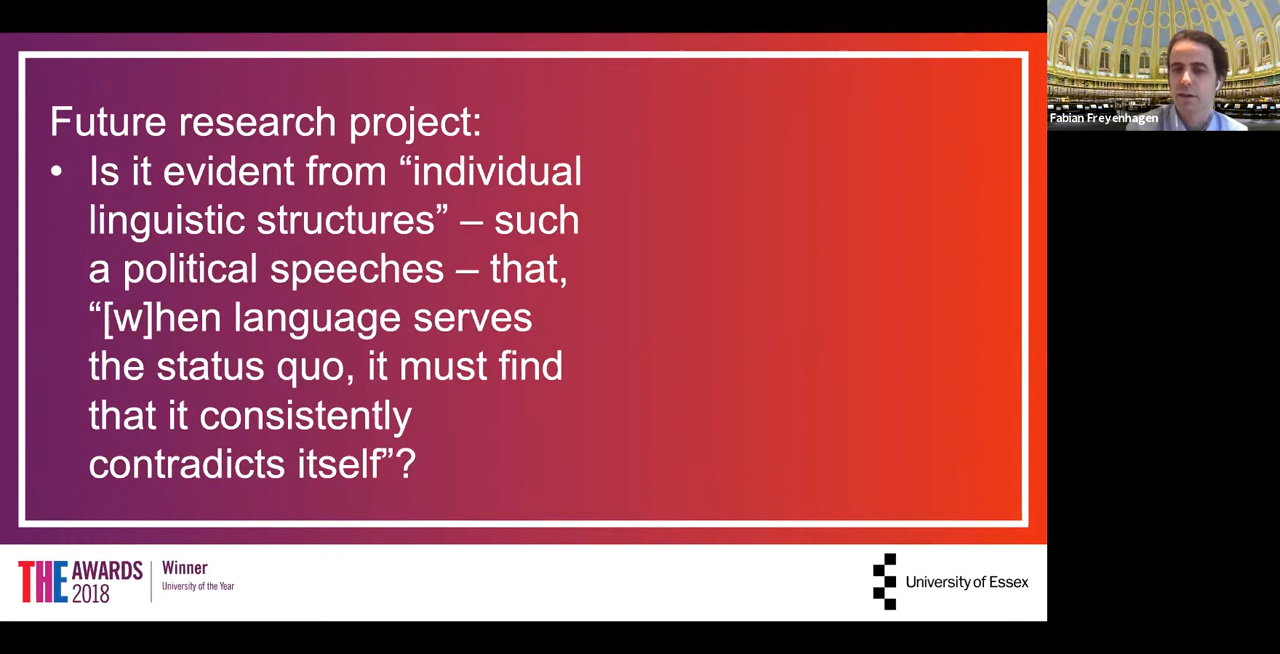 Future research project:
• Is it evident from “individual
linguistic structures” – such
a political speeches – that,
“[w]hen language serves
the status quo, it must find
that it consistently
contradicts itself”?
Fabian Freyenhagen
THE AWARDS 2018
Winner
University of the Year
University of Essex